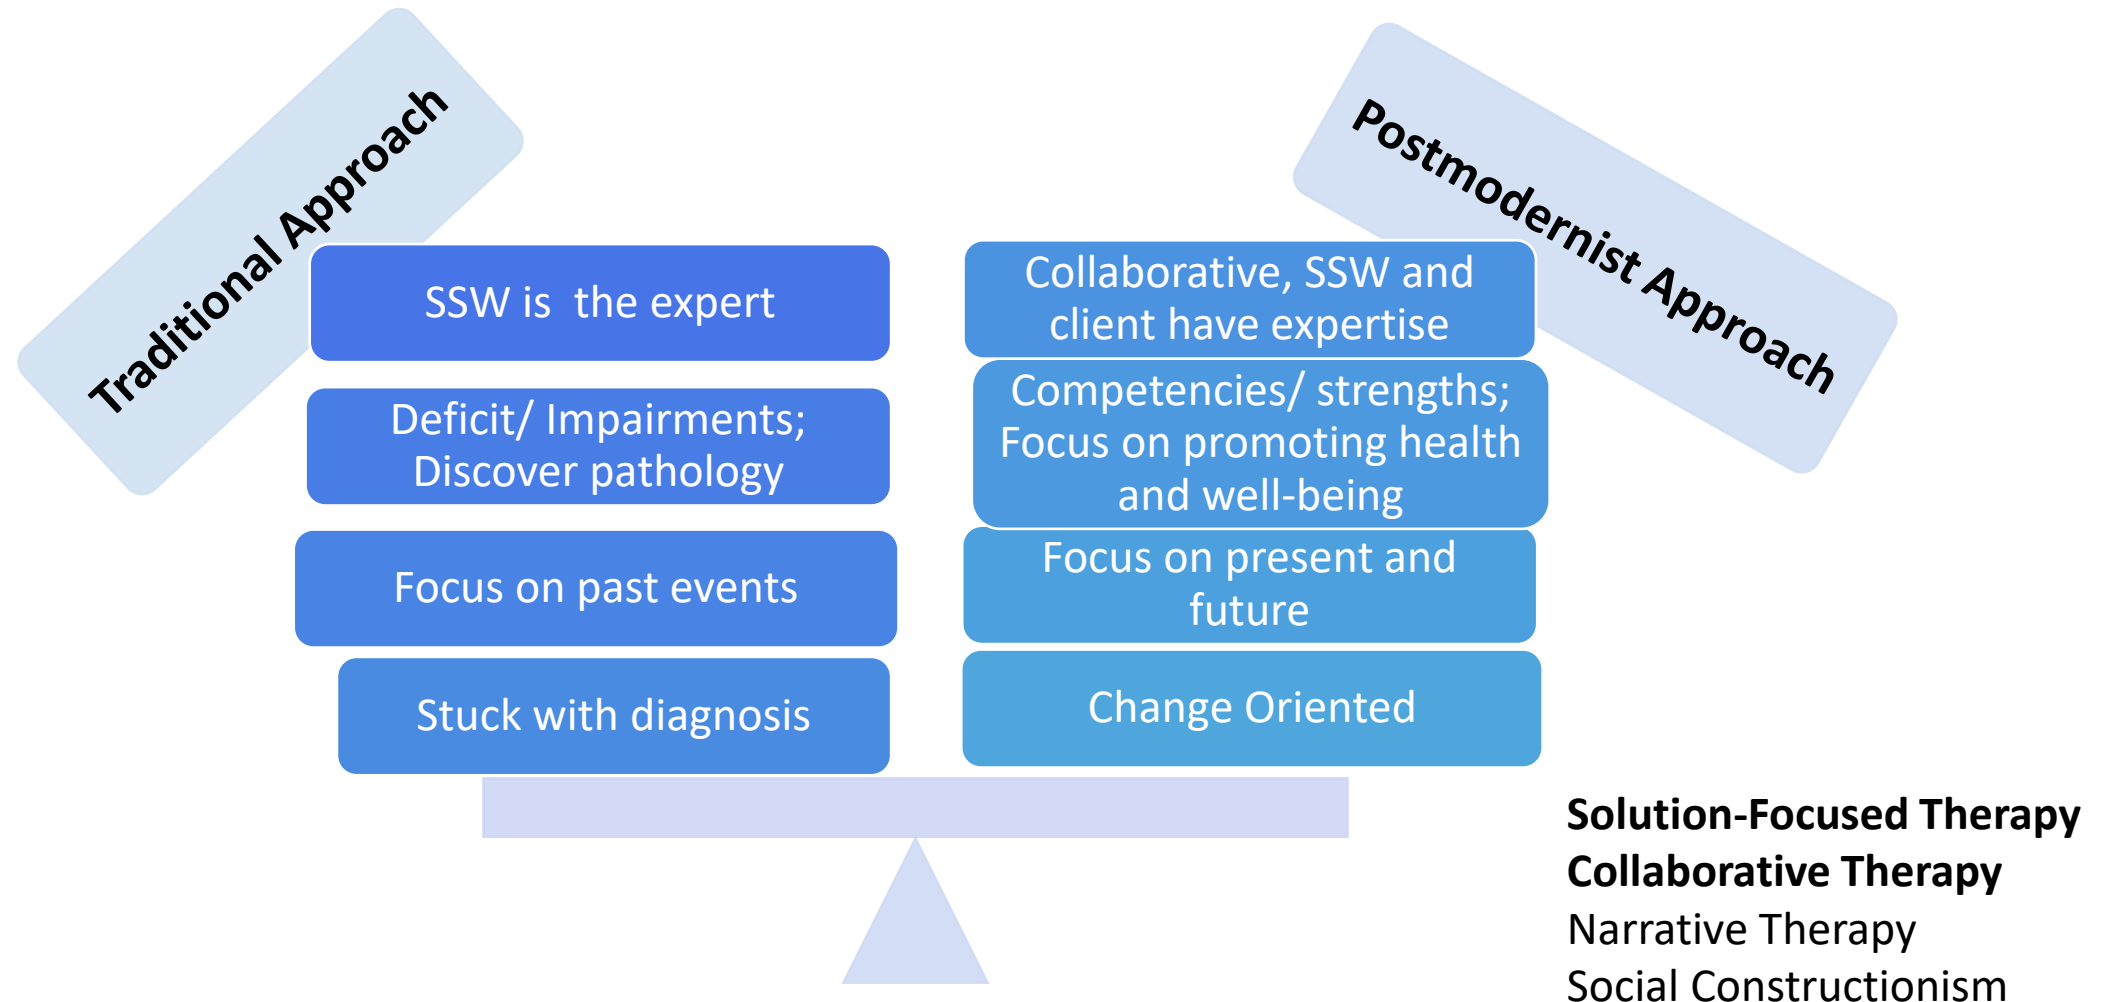 Traditional Approach
SSW is  the expert
Deficit/ Impairments;
Discover pathology
Focus on past events
Stuck with diagnosis
Postmodernist Approach
Collaborative, SSW and
client have expertise
Competencies/ strengths;
Focus on promoting health
and well-being
Focus on present and
future
Change Oriented
Solution-Focused Therapy
Collaborative Therapy
Narrative Therapy
Social Constructionism